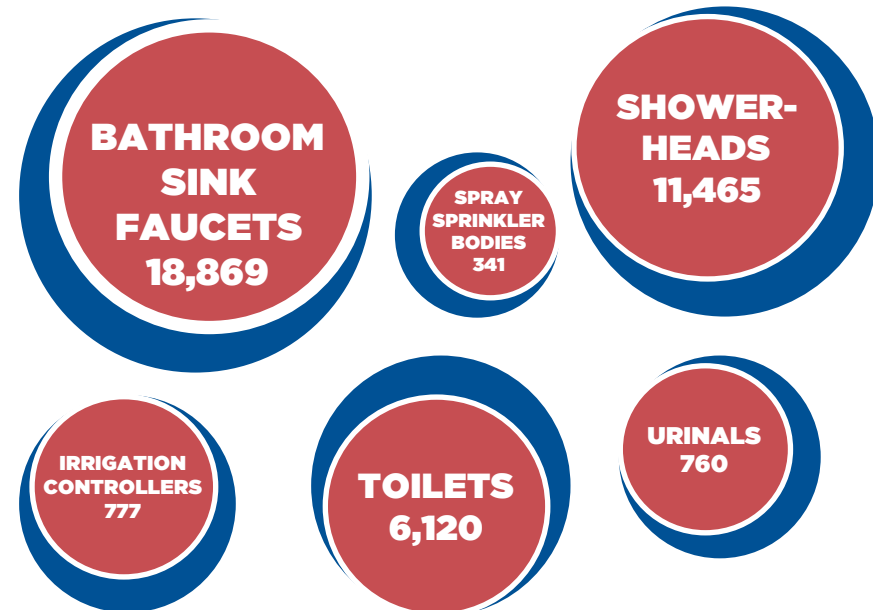 BATHROOM
SINK
FAUCETS
18,869
SPRAY
SPRINKLER
BODIES
341
SHOWER-
HEADS
11,465
IRRIGATION
CONTROLLERS
777
TOILETS
6,120
URINALS
760